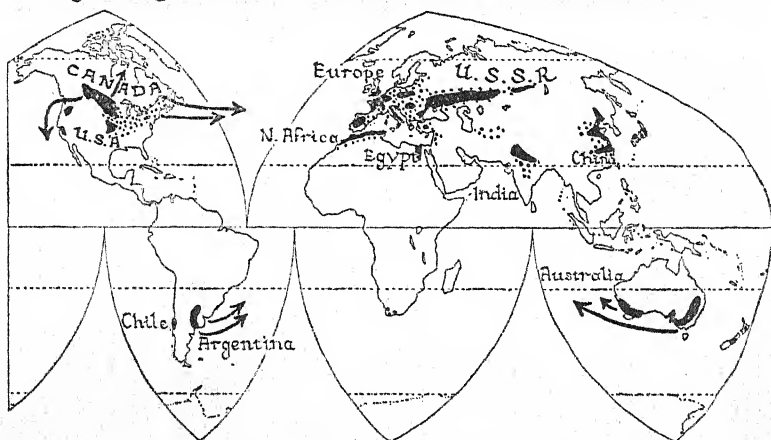 CANADA
U.S.A
Europe
U.S.S.R
N. Africa
Egypt
India
China
Chile
Argentina
Australia